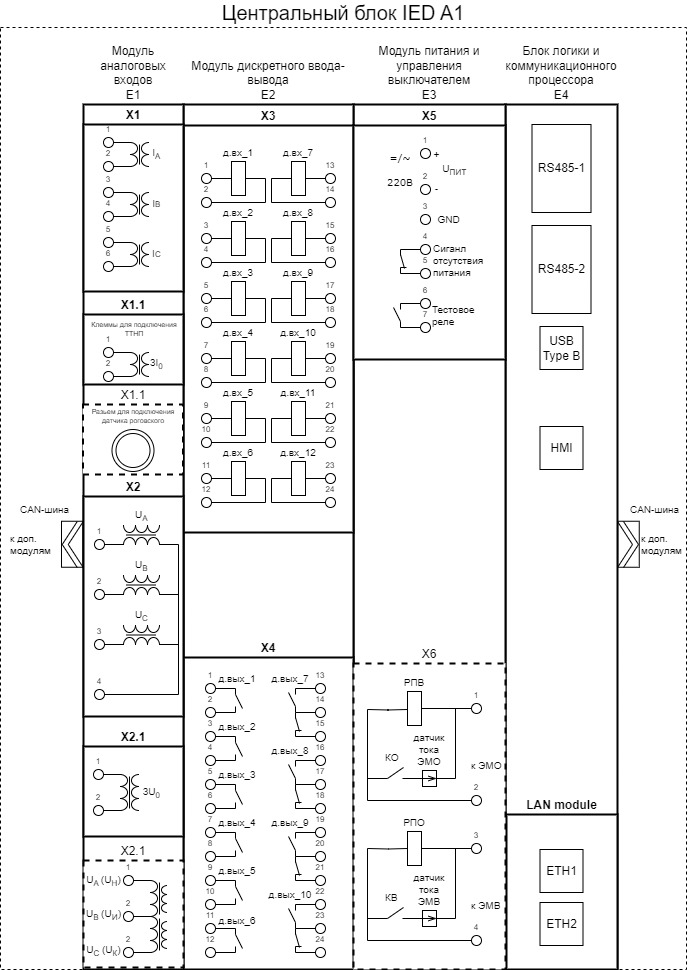 Центральный блок IED A1
Модуль
аналоговых
входов
E1
Модуль дискретного ввода-
вывода
E2
Модуль питания и
управления
выключателем
E3
Блок логики и
коммуникационного
процессора
E4
X1
1
2
IA
3
4
IB
5
6
IC
X1.1
Клеммы для подключения
ТТНП
1
2
3I0
X1.1
Разьем для подключения
датчика роговского
X2
UA
1
UB
2
UC
3
4
X2.1
1
2
3U0
X2.1
UA (UН)
1
UB (UИ)
2
UC (UК)
2
CAN-шина
к доп.
модулям
X3
д.вх_1
д.вх_7
1
13
2
14
д.вх_2
д.вх_8
3
15
4
16
д.вх_3
д.вх_9
5
17
6
18
д.вх_4
д.вх_10
7
19
8
20
д.вх_5
д.вх_11
9
21
10
22
д.вх_6
д.вх_12
11
23
12
24
X4
1
д.вых_1
д.вых_7
13
2
14
3
д.вых_2
15
4
д.вых_8
16
5
д.вых_3
17
6
18
7
д.вых_4
д.вых_9
19
8
20
9
д.вых_5
21
10
д.вых_10
22
11
д.вых_6
23
12
24
X5
1
=/~
+
UПИТ
220В
2
-
3
GND
4
Сиганл
отсутствия
5
питания
6
Тестовое
7
реле
X6
РПВ
1
датчик
тока
ЭМО
КО
к ЭМО
2
РПО
3
датчик
тока
ЭМВ
КВ
к ЭМВ
4
RS485-1
RS485-2
USB
Type B
HMI
LAN module
ETH1
ETH2
CAN-шина
к доп.
модулям